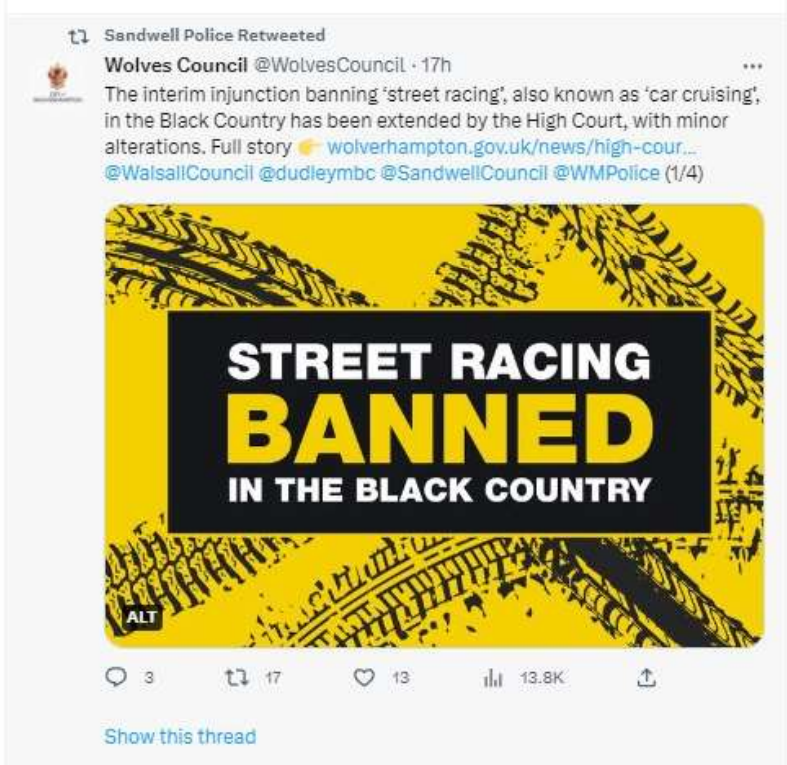 Sandwell Police Retweeted
Wolves Council @WolvesCouncil · 17h
The interim injunction banning ‘street racing’, also known as ‘car cruising’,
in the Black Country has been extended by the High Court, with minor
alterations. Full story 👉 wolverhampton.gov.uk/news/high-cour...
@WalsallCouncil @dudleymbc @SandwellCouncil @WMPolice (1/4)
STREET RACING
BANNED
IN THE BLACK COUNTRY
ALT
3 17 13 13.8K
Show this thread